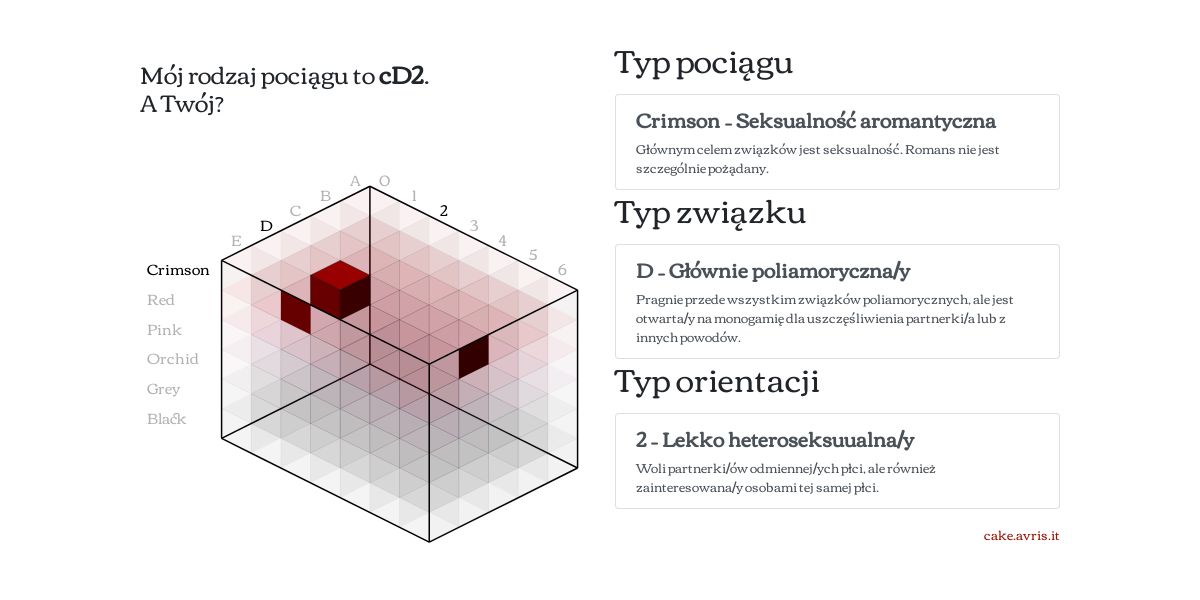 Mój rodzaj pociągu to cD2.
A Twój?
A O
B 1
C 2
D 3
E 4
5
6
Crimson
Red
Pink
Orchid
Grey
Black
Typ pociągu
Crimson - Seksualność aromantyczna
Głównym celem związków jest seksualność. Romans nie jest
szczególnie pożądany.
Typ związku
D - Głównie poliamoryczna/y
Pragnie przede wszystkim związków poliamorycznych, ale jest
otwarta/y na monogamię dla uszczęśliwienia partnerki/a lub z
innych powodów.
Typ orientacji
2 - Lekko heteroseksuualna/y
Woli partnerki/ów odmiennej/ych płci, ale również
zainteresowana/y osobami tej samej płci.
cake.avris.it